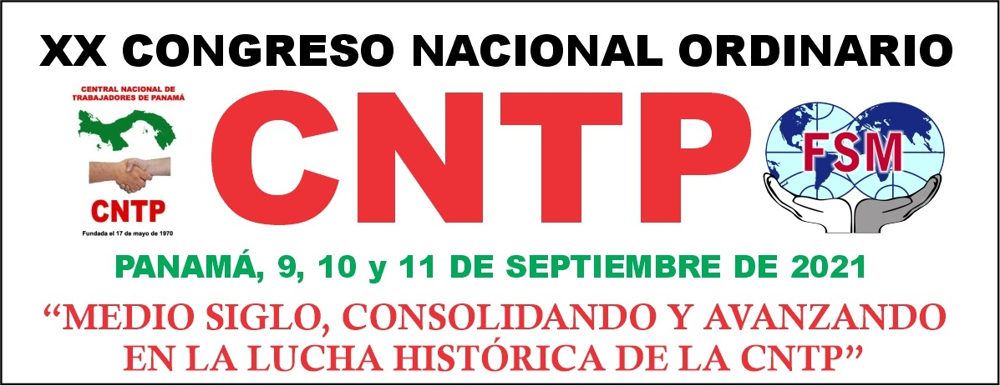 XX CONGRESO NACIONAL ORDINARIO
CENTRAL NACIONAL DE
TRABAJADORES DE PANAMÁ
CNTP
Fundada el 17 de mayo de 1970
CNTP
FSM
PANAMÁ, 9, 10 y 11 DE SEPTIEMBRE DE 2021
“MEDIO SIGLO, CONSOLIDANDO Y AVANZANDO
EN LA LUCHA HISTÓRICA DE LA CNTP”